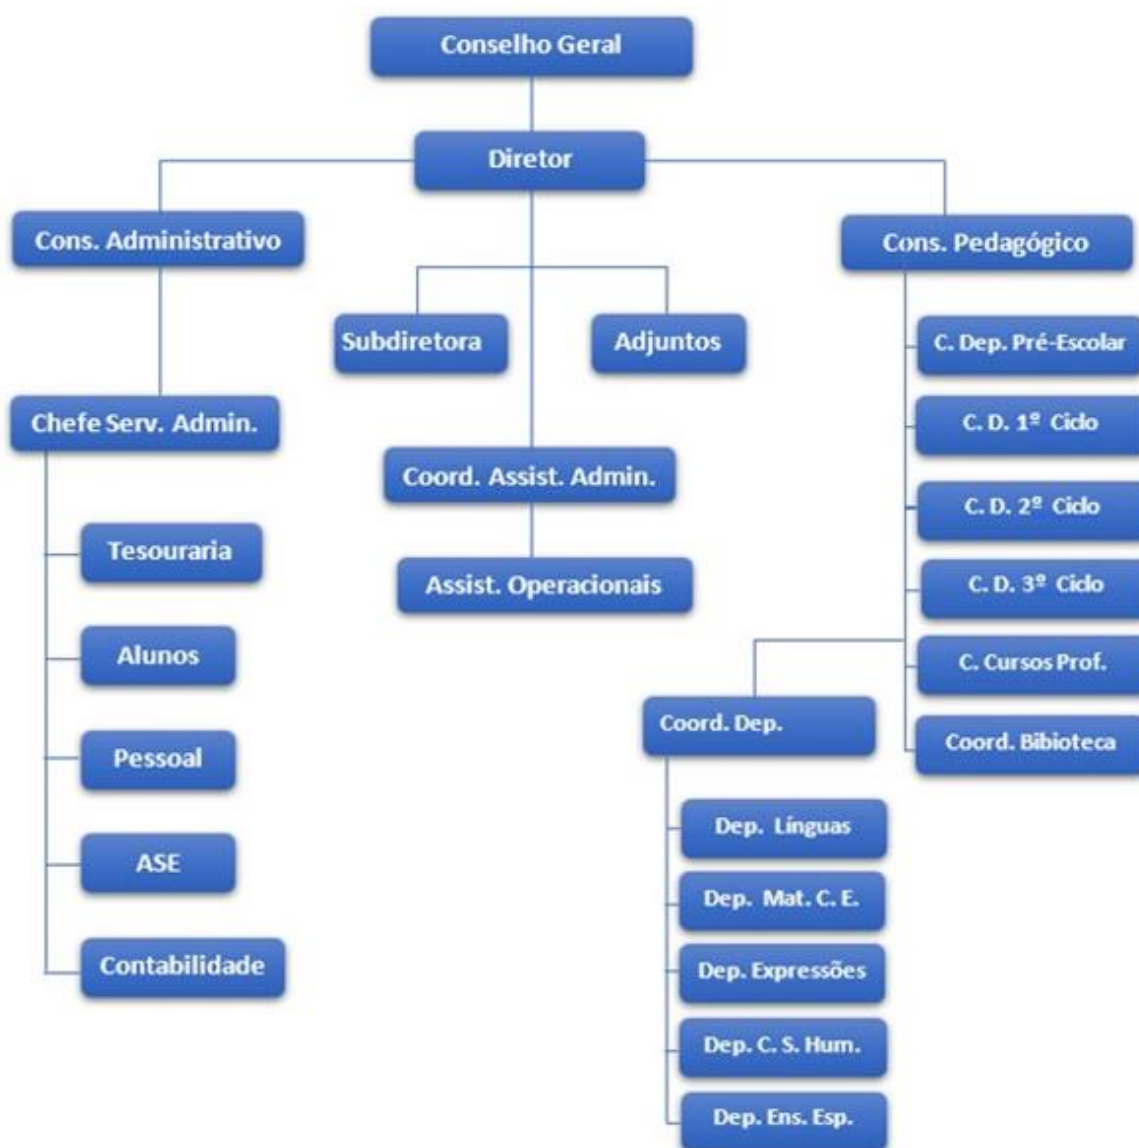 Conselho Geral
Diretor
Cons. Administrativo
Cons. Pedagógico
Subdiretora
Adjuntos
C. Dep. Pré-Escolar
Chefe Serv. Admin.
C. D. 1º Ciclo
Coord. Assist. Admin.
C. D. 2º Ciclo
Tesouraria
Assist. Operacionais
C. D. 3º Ciclo
Alunos
C. Cursos Prof.
Coord. Dep.
Coord. Bibioteca
Pessoal
Dep. Línguas
ASE
Dep. Mat. C. E.
Contabilidade
Dep. Expressões
Dep. C. S. Hum.
Dep. Ens. Esp.